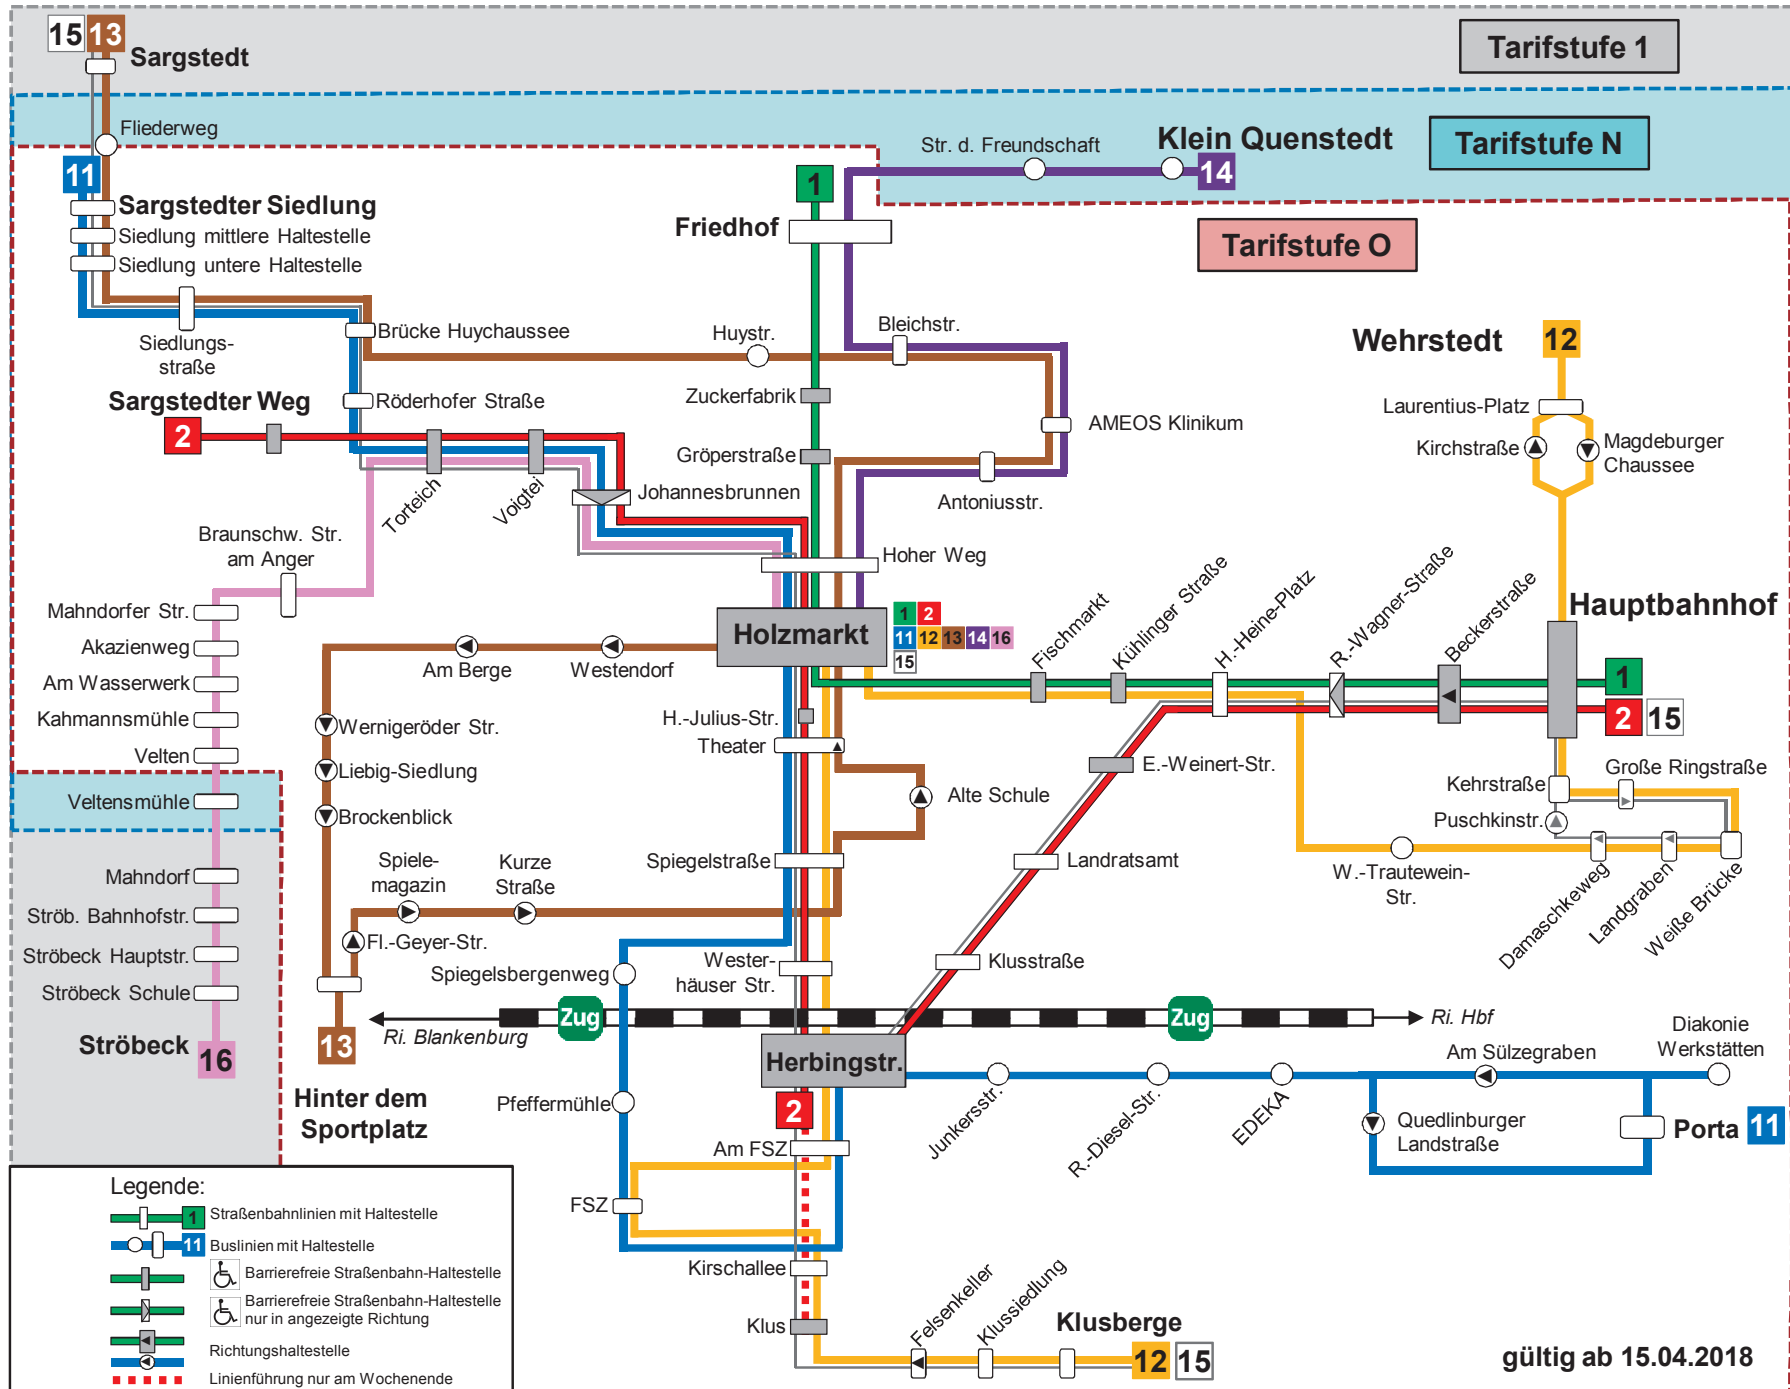 15 13
Sargstedt
Tarifstufe 1
Fliederweg
Str. d. Freundschaft
Klein Quenstedt
14
Tarifstufe N
11
1
Sargstedter Siedlung
Siedlung mittlere Haltestelle
Siedlung untere Haltestelle
Friedhof
Tarifstufe O
Siedlungs-
straße
Brücke Huychaussee
Huystr.
Bleichstr.
Wehrstedt
12
Sargstedter Weg
2
Röderhofer Straße
Zuckerfabrik
AMEOS Klinikum
Laurentius-Platz
Kirchstraße
Magdeburger
Chaussee
Gröperstraße
Torteich
Voigtei
Johannesbrunnen
Antoniusstr.
Braunschw. Str.
am Anger
Hoher Weg
Mahndorfer Str.
Akazienweg
Am Wasserwerk
Kahmannsmühle
Velten
Veltensmühle
Mahndorf
Ströb. Bahnhofstr.
Ströbeck Hauptstr.
Ströbeck Schule
Ströbeck
16
Holzmarkt
1 2
11 12 13 14 16
15
Fischmarkt
Kühlinger Straße
H.-Heine-Platz
R.-Wagner-Straße
Beckerstraße
Hauptbahnhof
1
2 15
Am Berge
Westendorf
Wernigeröder Str.
Liebig-Siedlung
Brockenblick
H.-Julius-Str.
Theater
E.-Weinert-Str.
Alte Schule
Kehrstraße
Große Ringstraße
Puschkinstr.
Spiegelstraße
Landratsamt
W.-Trautewein-
Str.
Damaschkeweg
Landgraben
Weiße Brücke
Spiele-
magazin
Kurze
Straße
Fl.-Geyer-Str.
Spiegelsbergenweg
Wester-
häuser Str.
Klusstraße
13
Ri. Blankenburg
Zug
Zug
Ri. Hbf
Hinter dem
Sportplatz
Herbingstr.
2
Diakonie
Werkstätten
Am Sülzegraben
Pfeffermühle
Junkersstr.
R.-Diesel-Str.
EDEKA
Quedlinburger
Landstraße
Porta 11
Am FSZ
FSZ
Kirschallee
Klus
Felsenkeller
Klussiedlung
Klusberge
12 15
Legende:
1 Straßenbahnlinien mit Haltestelle
11 Buslinien mit Haltestelle
Barrierefreie Straßenbahn-Haltestelle
Barrierefreie Straßenbahn-Haltestelle
nur in angezeigte Richtung
Richtungshaltestelle
Linienführung nur am Wochenende
gültig ab 15.04.2018